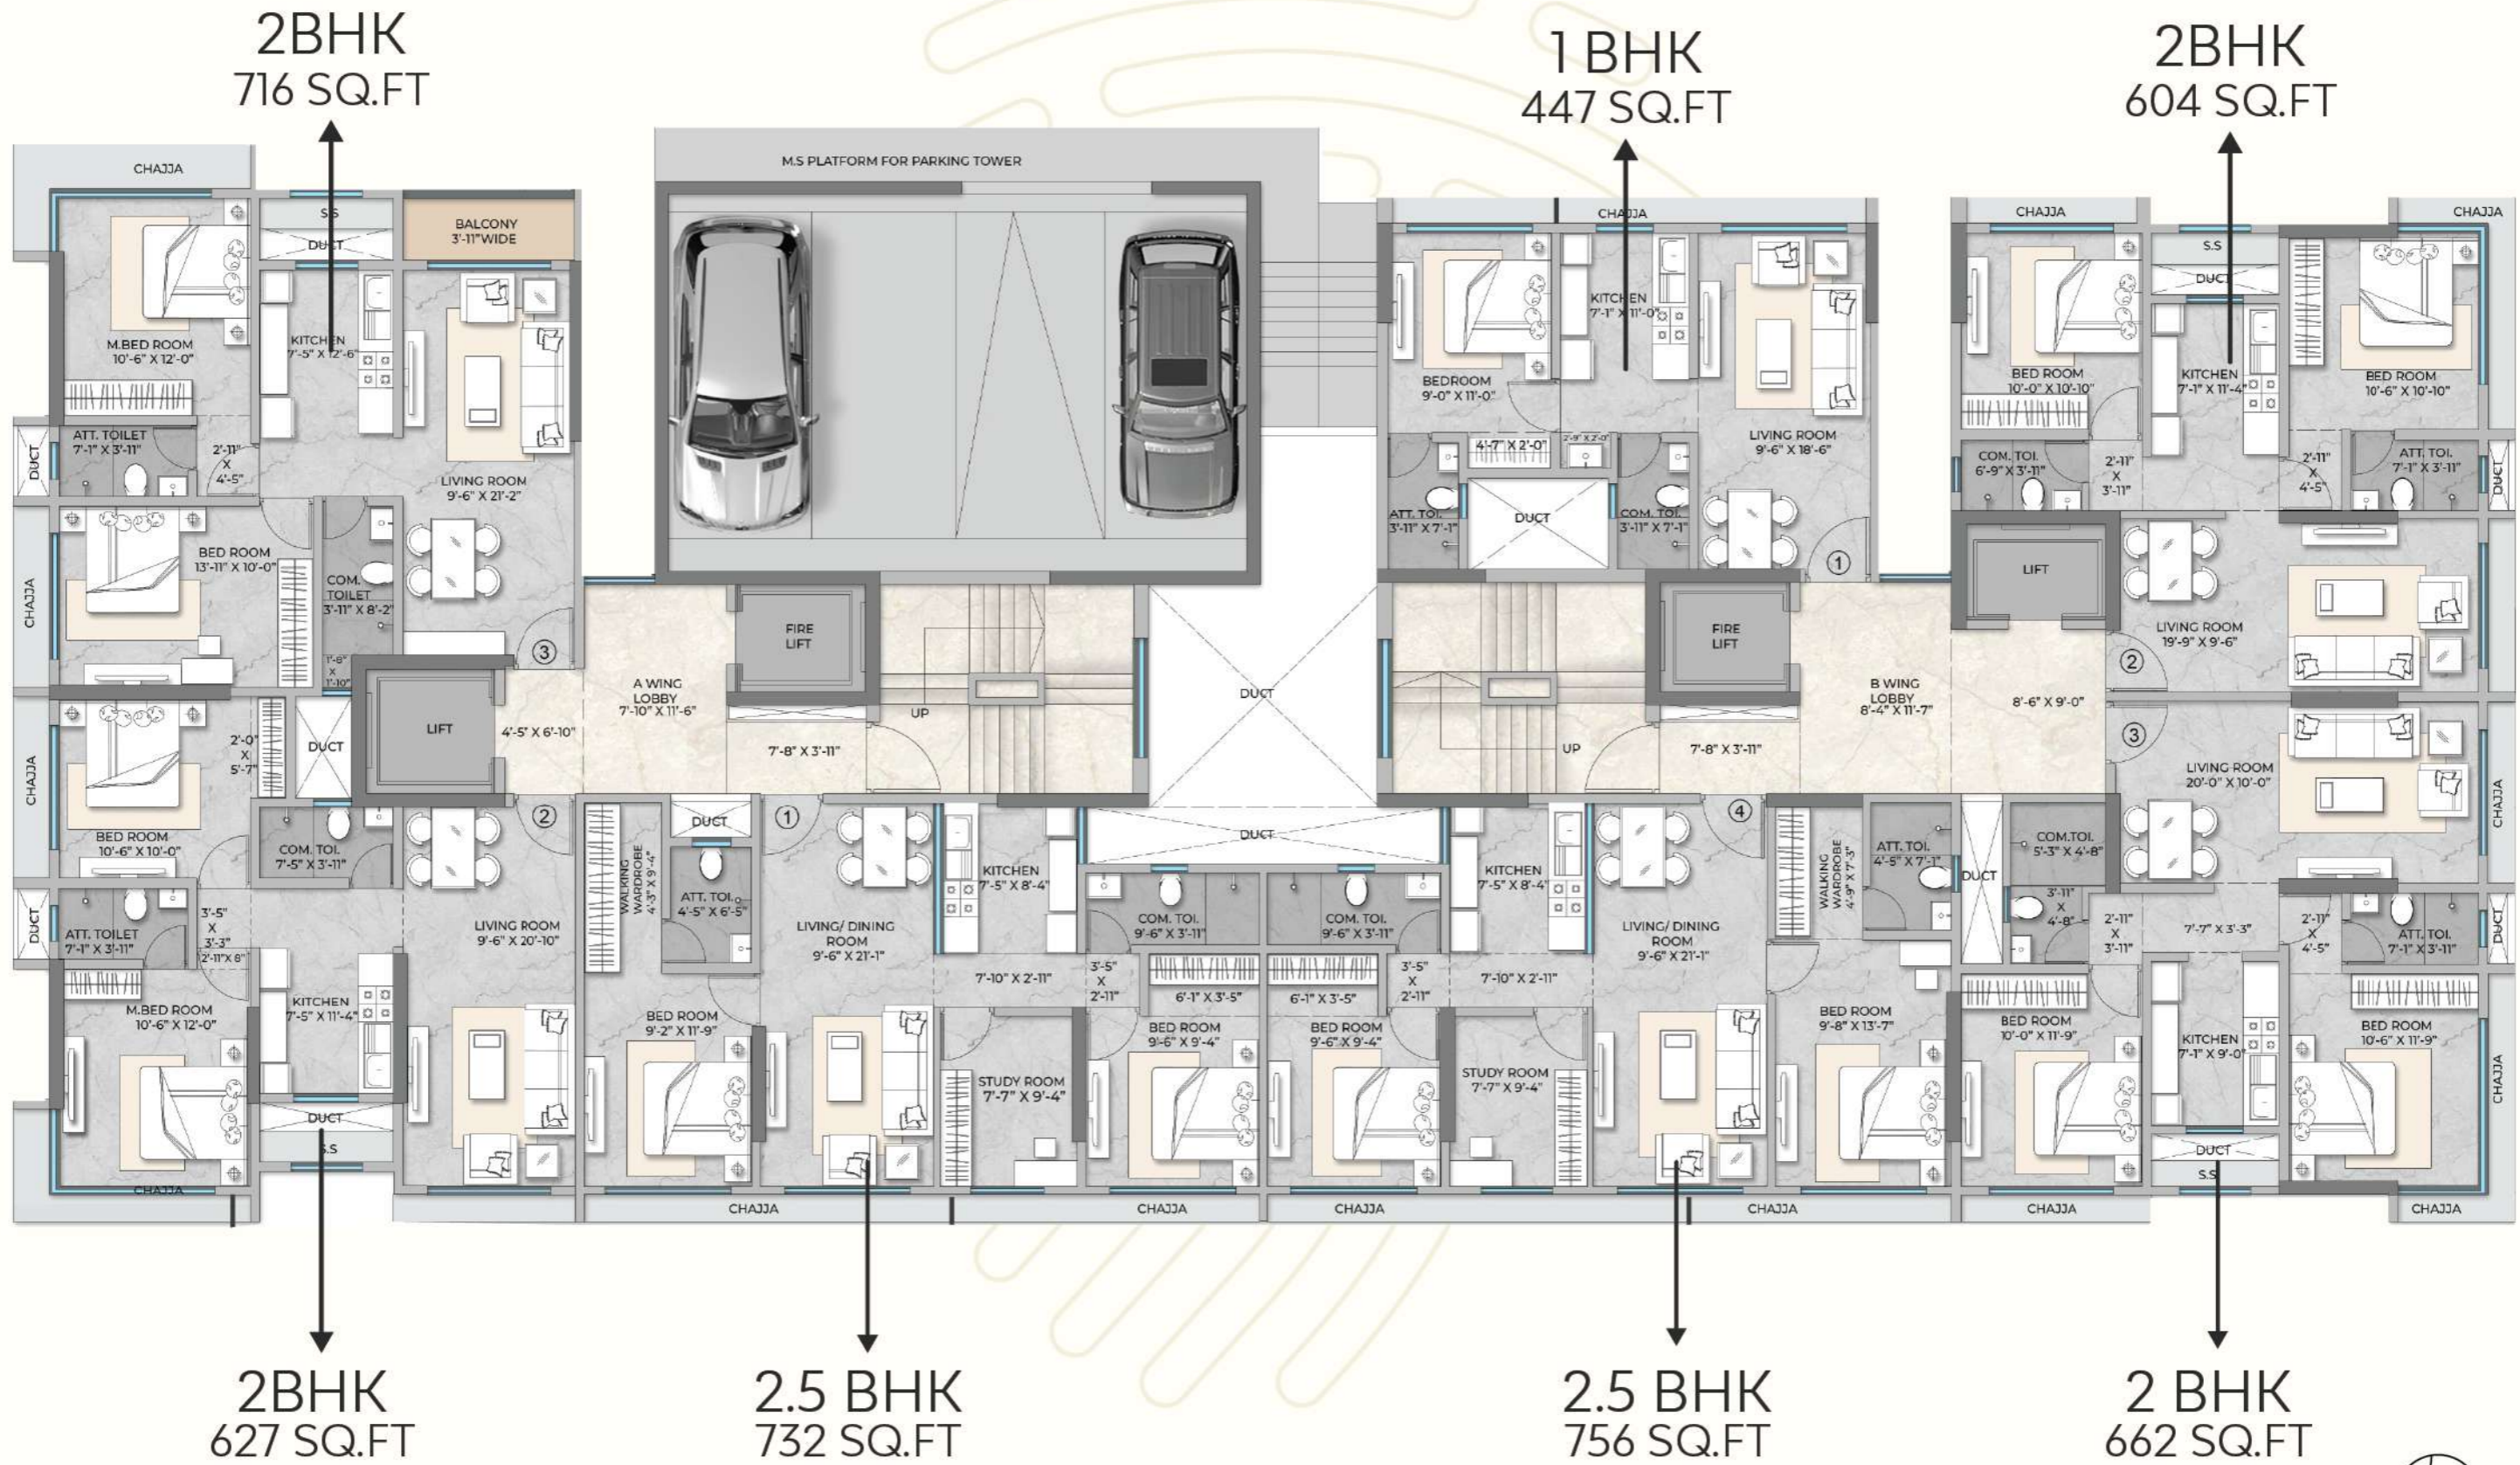 2BHK
716 SQ.FT
1 BHK
447 SQ.FT
2BHK
604 SQ.FT
CHAJJA
S.S
DUCT
BALCONY
3'-11"WIDE
M.BED ROOM
10'-6" X 12'-0"
KITCHEN
7'-5" X 12'-6"
LIVING ROOM
9'-6" X 21'-2"
ATT. TOILET
7'-1" X 3'-11"
DUCT
2'-11"
X
4'-5"
BED ROOM
13'-11" X 10'-0"
COM.
TOILET
3'-11" X 8'-2"
1'-10"
CHAJJA
3
M.S PLATFORM FOR PARKING TOWER
A WING
LOBBY
7'-10" X 11'-6"
FIRE
LIFT
UP
LIFT
4'-5" X 6'-10"
7'-8" X 3'-11"
DUCT
CHAJJA
BEDROOM
9'-0" X 11'-0"
KITCHEN
7'-1" X 11'-0"
LIVING ROOM
9'-6" X 18'-6"
4'-7" X 2'-0"
2'-9" X 2'-0"
ATT. TOI.
3'-11" X 7'-1"
DUCT
COM. TOI.
3'-11" X 7'-1"
1
FIRE
LIFT
UP
7'-8" X 3'-11"
B WING
LOBBY
8'-4" X 11'-7"
8'-6" X 9'-0"
LIFT
CHAJJA
CHAJJA
S.S
DUCT
BED ROOM
10'-0" X 10'-10"
KITCHEN
7'-1" X 11'-4"
BED ROOM
10'-6" X 10'-10"
COM. TOI.
6'-9" X 3'-11"
2'-11"
X
3'-11"
2'-11"
X
4'-5"
ATT. TOI.
7'-1" X 3'-11"
DUCT
LIVING ROOM
19'-9" X 9'-6"
2
CHAJJA
2'-0"
X
5'-7"
DUCT
BED ROOM
10'-6" X 10'-0"
COM. TOI.
7'-5" X 3'-11"
2
DUCT
ATT. TOILET
7'-1" X 3'-11"
3'-5"
X
3'-3"
2'-11"X 8"
LIVING ROOM
9'-6" X 20'-10"
M.BED ROOM
10'-6" X 12'-0"
KITCHEN
7'-5" X 11'-4"
DUCT
S.S
CHAJJA
WALKING
WARDROBE
4'-3" X 9'-4"
DUCT
1
ATT. TOI.
4'-5" X 6'-5"
LIVING/ DINING
ROOM
9'-6" X 21'-1"
KITCHEN
7'-5" X 8'-4"
DUCT
COM. TOI.
9'-6" X 3'-11"
7'-10" X 2'-11"
3'-5"
X
2'-11"
6'-1" X 3'-5"
BED ROOM
9'-2" X 11'-9"
STUDY ROOM
7'-7" X 9'-4"
BED ROOM
9'-6" X 9'-4"
CHAJJA
CHAJJA
COM. TOI.
9'-6" X 3'-11"
KITCHEN
7'-5" X 8'-4"
4
LIVING/ DINING
ROOM
9'-6" X 21'-1"
WALKING
WARDROBE
4'-9" X 7'-3"
ATT. TOI.
4'-5" X 7'-1"
6'-1" X 3'-5"
3'-5"
X
2'-11"
7'-10" X 2'-11"
BED ROOM
9'-6" X 9'-4"
STUDY ROOM
7'-7" X 9'-4"
BED ROOM
9'-8" X 13'-7"
CHAJJA
CHAJJA
3
LIVING ROOM
20'-0" X 10'-0"
CHAJJA
DUCT
COM.TOI.
5'-3" X 4'-8"
3'-11"
X
4'-8"
2'-11"
X
3'-11"
7'-7" X 3'-3"
2'-11"
X
4'-5"
ATT. TOI.
7'-1" X 3'-11"
DUCT
BED ROOM
10'-0" X 11'-9"
KITCHEN
7'-1" X 9'-0"
BED ROOM
10'-6" X 11'-9"
CHAJJA
DUCT
S.S
CHAJJA
CHAJJA
2BHK
627 SQ.FT
2.5 BHK
732 SQ.FT
2.5 BHK
756 SQ.FT
2 BHK
662 SQ.FT